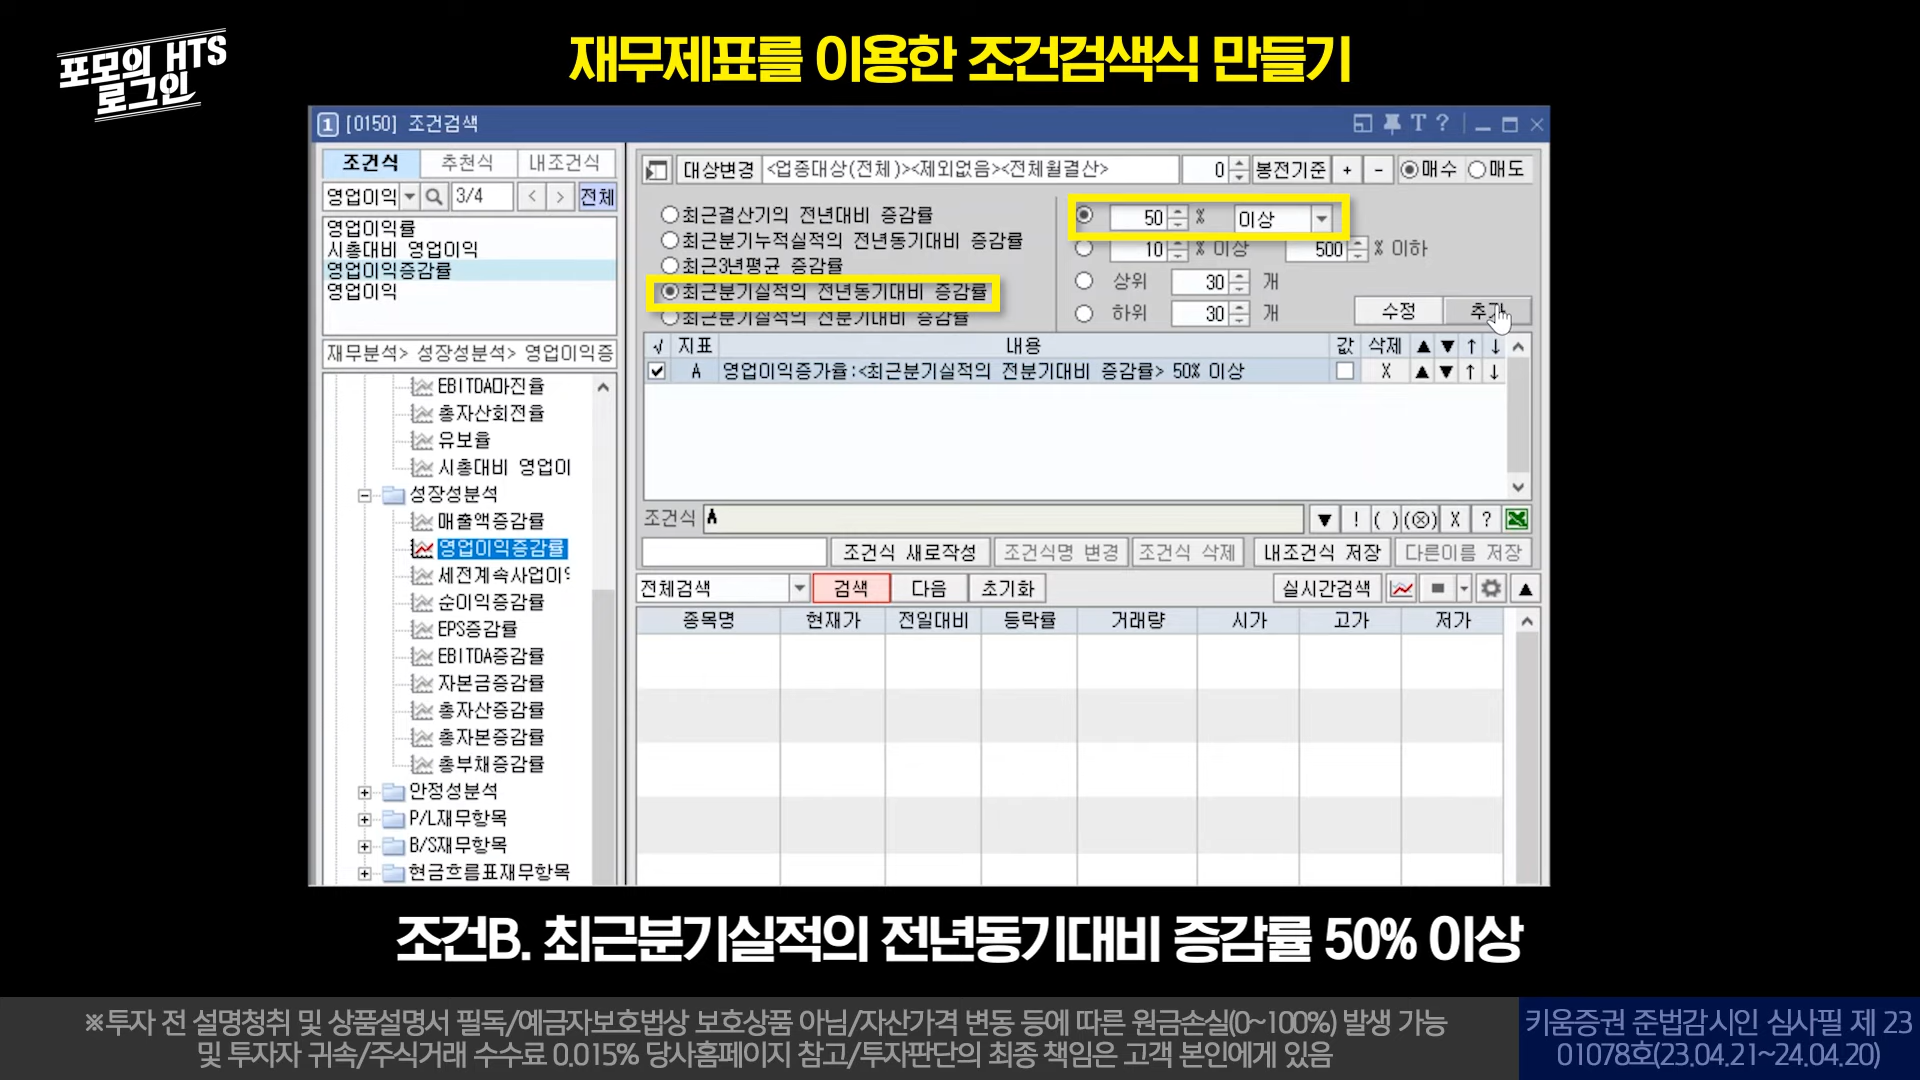 포모의 HTS
로그인
재무제표를 이용한 조건검색식 만들기
1 [0150] 조건검색
조건식 추천식 내조건식
영업이익 3/4 < > 전체
영업이익률
시총대비 영업이익
영업이익증감률
영업이익
재무분석> 성장성분석> 영업이익증
EBITDA마진율
총자산회전율
유보율
시총대비 영업이
성장성분석
매출액증감률
영업이익증감률
세전계속사업이익
순이익증감률
EPS증감률
EBITDA증감률
자본금증감률
총자산증감률
총자본증감률
총부채증감률
안정성분석
P/L재무항목
B/S재무항목
현금흐름표재무항목
대상변경 <업종대상(전체)><제외없음><전체월결산> 0 봉전기준 + - 매수 매도
최근결산기의 전년대비 증감률
최근분기누적실적의 전년동기대비 증감률
최근3년평균 증감률
최근분기실적의 전년동기대비 증감률
최근분기실적의 전분기대비 증감률
50 % 이상
10 % 이상 500 % 이하
상위 30 개
하위 30 개
수정 추가
√ 지표 내용 값 삭제 ▲ ▼ ↑ ↓
A 영업이익증가율:<최근분기실적의 전분기대비 증감률> 50% 이상 X ▲ ▼ ↑ ↓
조건식 A ▼ ! ( ) (ⓧ) X ?
조건식 새로작성 조건식명 변경 조건식 삭제 내조건식 저장 다른이름 저장
전체검색 검색 다음 초기화 실시간검색 ▲
종목명 현재가 전일대비 등락률 거래량 시가 고가 저가
조건B. 최근분기실적의 전년동기대비 증감률 50% 이상
※투자 전 설명청취 및 상품설명서 필독/예금자보호법상 보호상품 아님/자산가격 변동 등에 따른 원금손실(0~100%) 발생 가능
및 투자자 귀속/주식거래 수수료 0.015% 당사홈페이지 참고/투자판단의 최종 책임은 고객 본인에게 있음
키움증권 준법감시인 심사필 제 23
01078호(23.04.21~24.04.20)